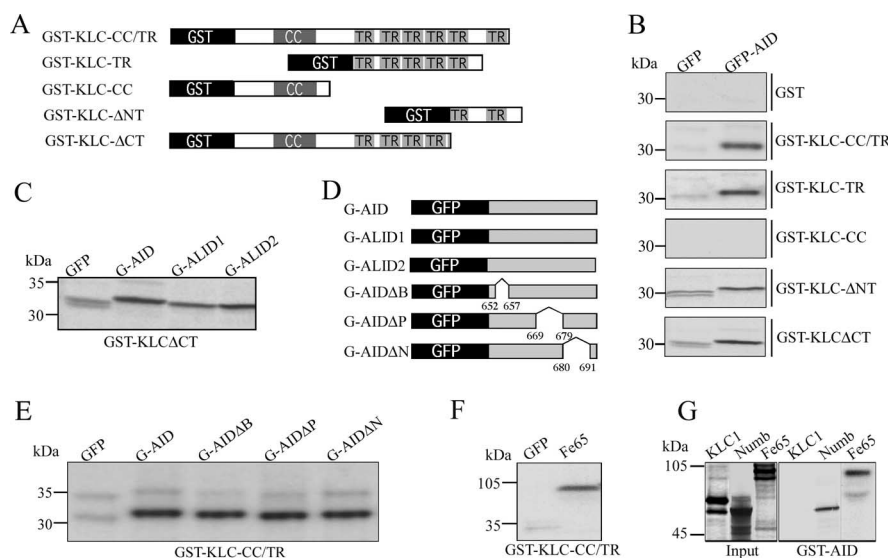 A
GST-KLC-CC/TR
GST CC TR TR TR TR TR TR
GST-KLC-TR
GST TR TR TR TR TR
GST-KLC-CC
GST CC
GST-KLC-ΔNT
GST TR TR
GST-KLC-ΔCT
GST CC TR TR TR TR
B
GFP GFP-AID
kDa
30 GST
30 GST-KLC-CC/TR
30 GST-KLC-TR
30 GST-KLC-CC
30 GST-KLC-ΔNT
30 GST-KLCΔCT
C
kDa GFP G-AID G-ALID1 G-ALID2
35
30
GST-KLCΔCT
D
G-AID GFP
G-ALID1 GFP
G-ALID2 GFP
G-AIDΔB GFP
652 657
G-AIDΔP GFP
669 679
G-AIDΔN GFP
680 691
E
kDa GFP G-AID G-AIDΔB G-AIDΔP G-AIDΔN
35
30
GST-KLC-CC/TR
F
kDa GFP Fe65
105
35
GST-KLC-CC/TR
G
kDa KLC1 Numb Fe65 KLC1 Numb Fe65
105
45
Input GST-AID